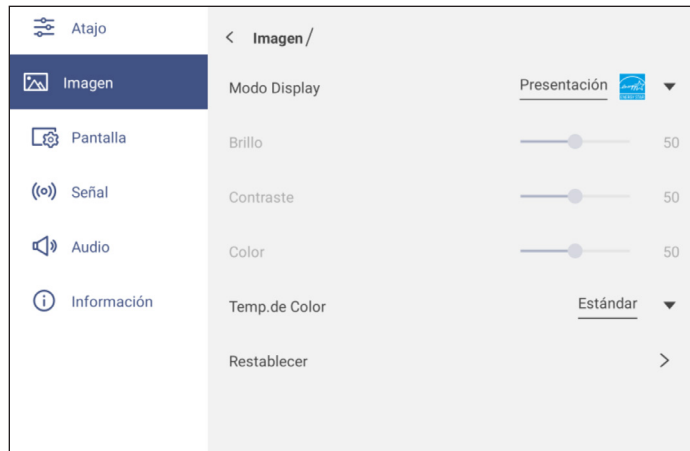 Atajo
Imagen
Pantalla
Señal
Audio
Información
< Imagen/
Modo Display Presentación
Brillo 50
Contraste 50
Color 50
Temp.de Color Estándar
Restablecer >